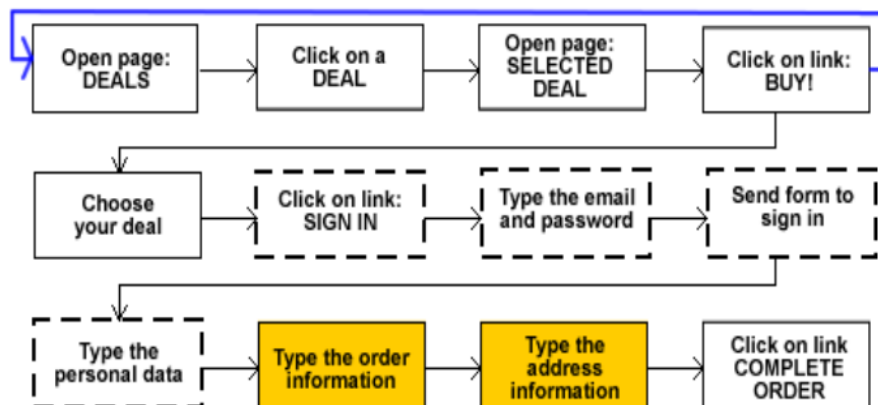 Open page:
DEALS
Click on a
DEAL
Open page:
SELECTED
DEAL
Click on link:
BUY!
Choose
your deal
Click on link:
SIGN IN
Type the email
and password
Send form to
sign in
Type the
personal data
Type the order
information
Type the
address
information
Click on link
COMPLETE
ORDER